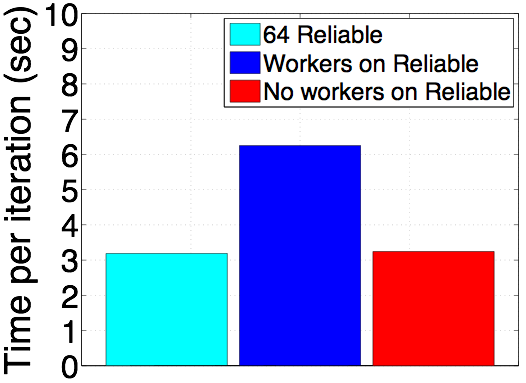 Time per iteration (sec)
10
9
8
7
6
5
4
3
2
1
0
64 Reliable
Workers on Reliable
No workers on Reliable